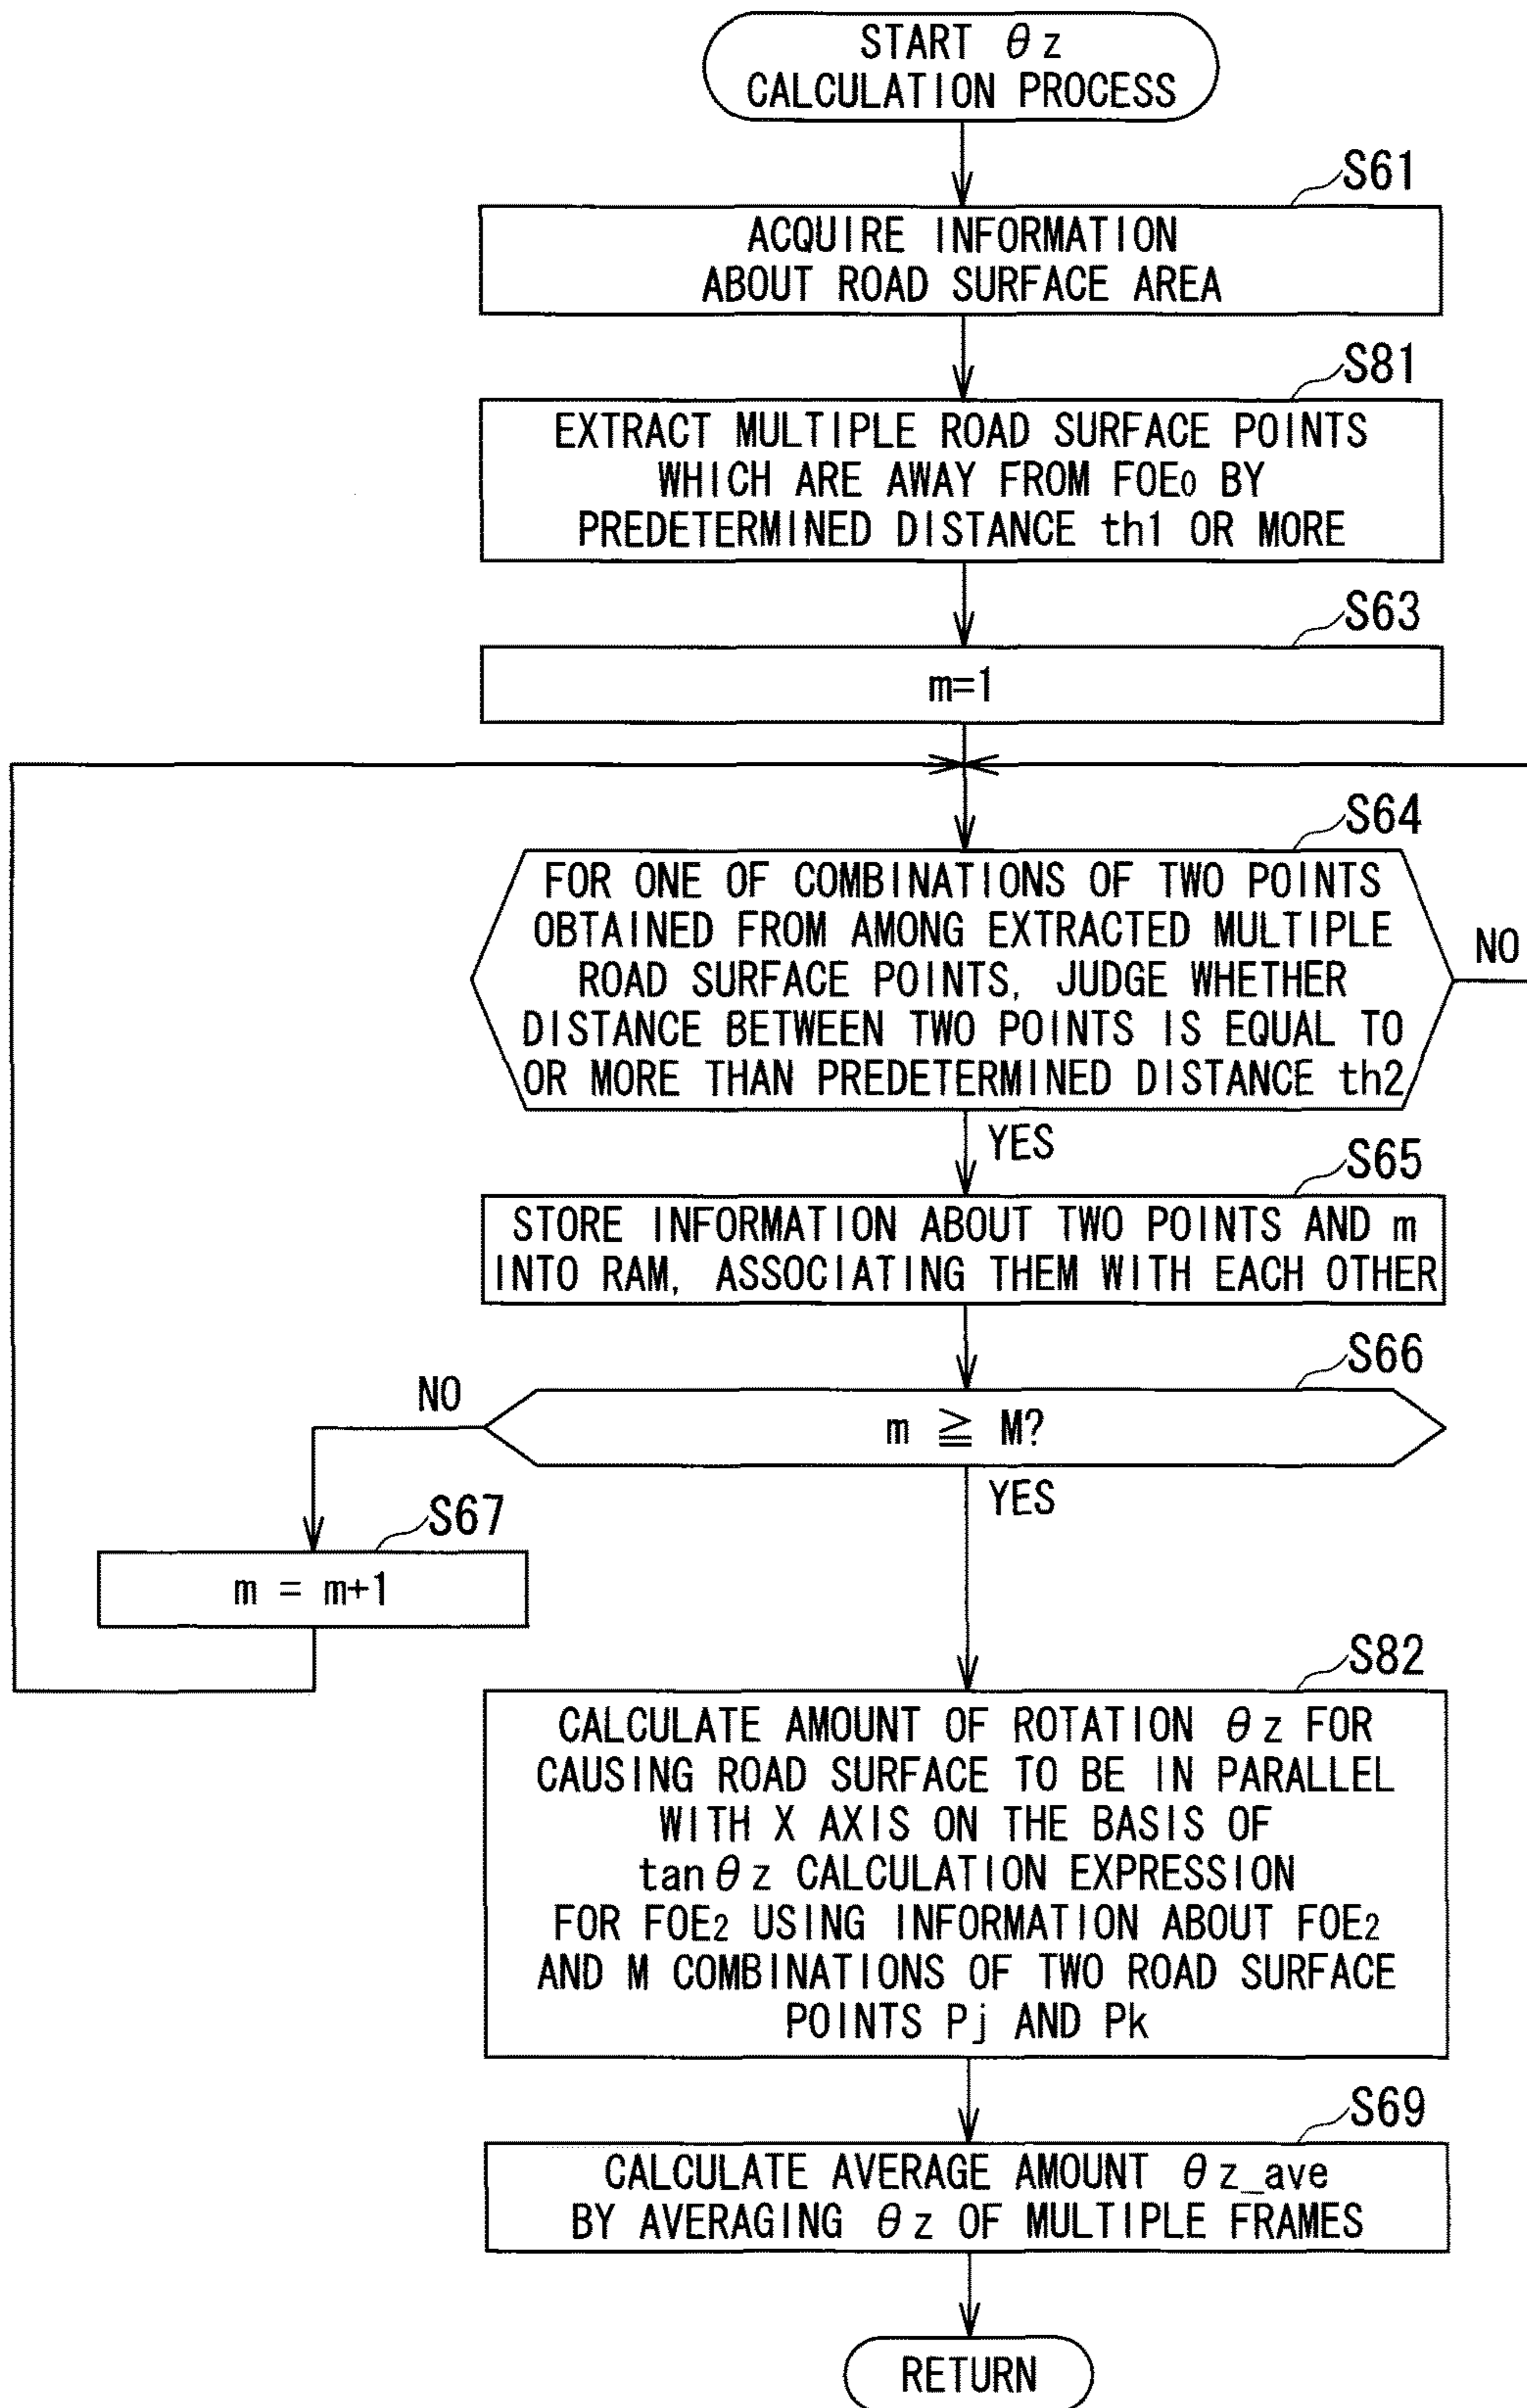 START θz
CALCULATION PROCESS
S61
ACQUIRE INFORMATION
ABOUT ROAD SURFACE AREA
S81
EXTRACT MULTIPLE ROAD SURFACE POINTS
WHICH ARE AWAY FROM FOE₀ BY
PREDETERMINED DISTANCE th1 OR MORE
S63
m=1
S64
FOR ONE OF COMBINATIONS OF TWO POINTS
OBTAINED FROM AMONG EXTRACTED MULTIPLE
ROAD SURFACE POINTS, JUDGE WHETHER
DISTANCE BETWEEN TWO POINTS IS EQUAL TO
OR MORE THAN PREDETERMINED DISTANCE th2
NO
YES
S65
STORE INFORMATION ABOUT TWO POINTS AND m
INTO RAM, ASSOCIATING THEM WITH EACH OTHER
S66
NO
m ≧ M?
YES
S67
m = m+1
S82
CALCULATE AMOUNT OF ROTATION θz FOR
CAUSING ROAD SURFACE TO BE IN PARALLEL
WITH X AXIS ON THE BASIS OF
tanθz CALCULATION EXPRESSION
FOR FOE₂ USING INFORMATION ABOUT FOE₂
AND M COMBINATIONS OF TWO ROAD SURFACE
POINTS Pj AND Pk
S69
CALCULATE AVERAGE AMOUNT θz_ave
BY AVERAGING θz OF MULTIPLE FRAMES
RETURN